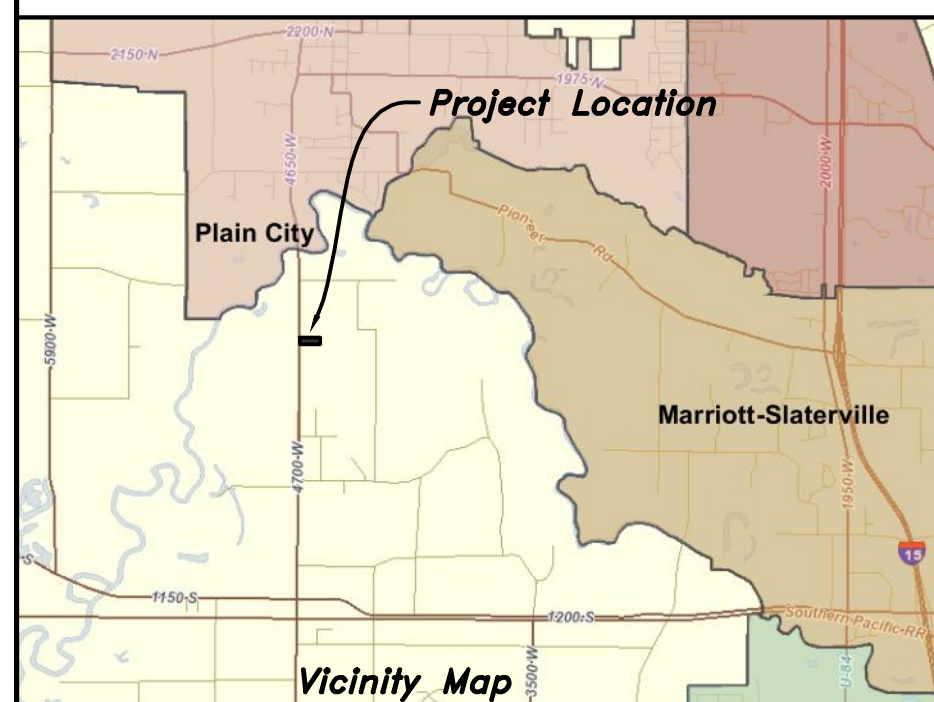 2200 N
2150 N
1975 N
Project Location
4650 W
2000-W
Plain City
Pioneer Rd
5900-W
Marriott-Slaterville
4700-W
1950-W
15
S
1150-S
1200-S
Southern Pacific RR
3500-W
U-84
Vicinity Map